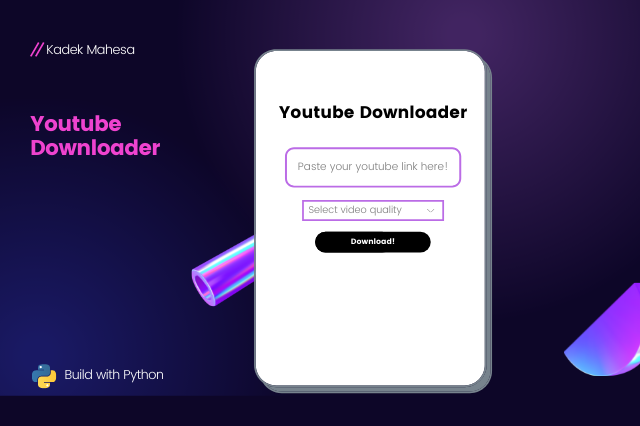 // Kadek Mahesa
Youtube
Downloader
Youtube Downloader
Paste your youtube link here!
Select video quality
Download!
Build with Python